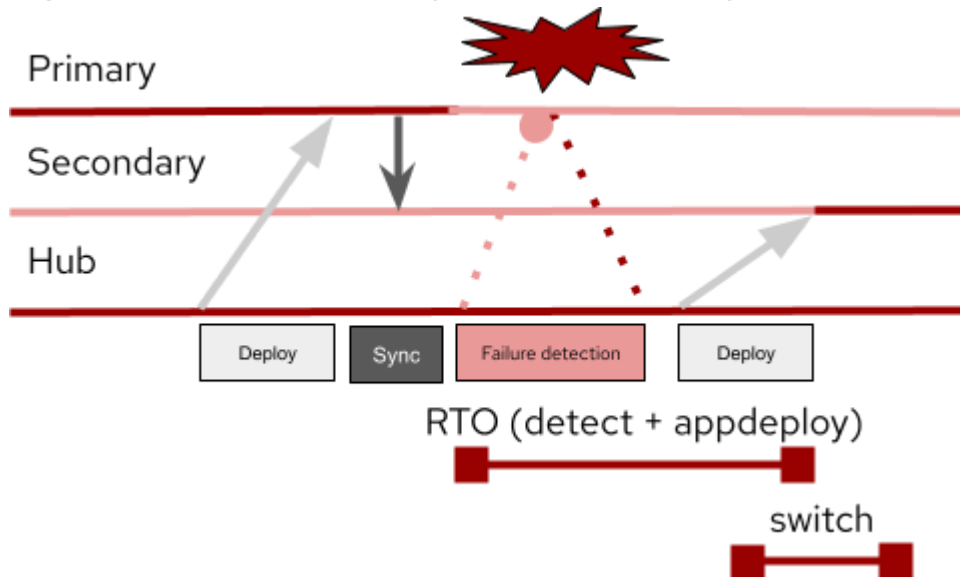 Primary
Secondary
Hub
Deploy
Sync
Failure detection
Deploy
RTO (detect + appdeploy)
switch